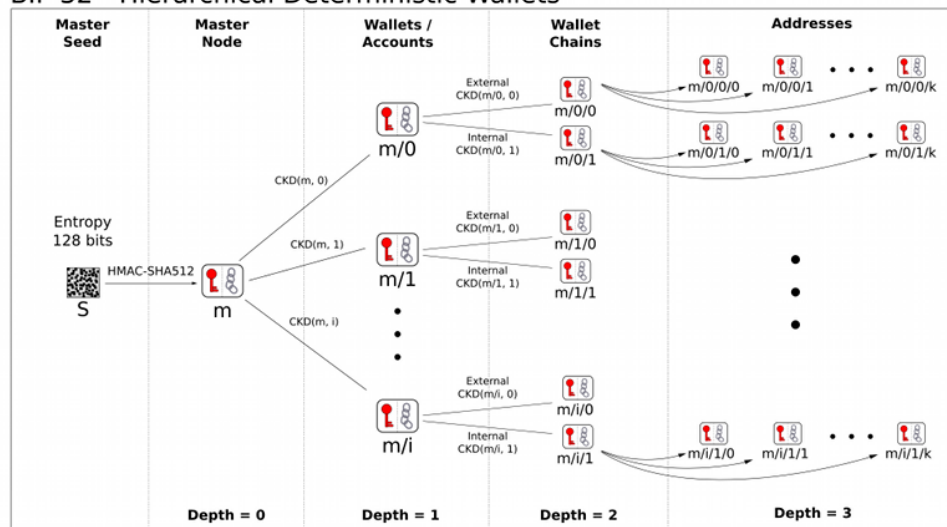 BIP 32 - Hierarchical Deterministic Wallets
Master
Seed
Master
Node
Wallets /
Accounts
Wallet
Chains
Addresses
Entropy
128 bits
S
HMAC-SHA512
m
CKD(m, 0)
CKD(m, 1)
CKD(m, i)
m/0
m/1
m/i
External
CKD(m/0, 0)
Internal
CKD(m/0, 1)
External
CKD(m/1, 0)
Internal
CKD(m/1, 1)
External
CKD(m/i, 0)
Internal
CKD(m/i, 1)
m/0/0
m/0/1
m/1/0
m/1/1
m/i/0
m/i/1
m/0/0/0
m/0/0/1
m/0/0/k
m/0/1/0
m/0/1/1
m/0/1/k
m/i/1/0
m/i/1/1
m/i/1/k
Depth = 0
Depth = 1
Depth = 2
Depth = 3